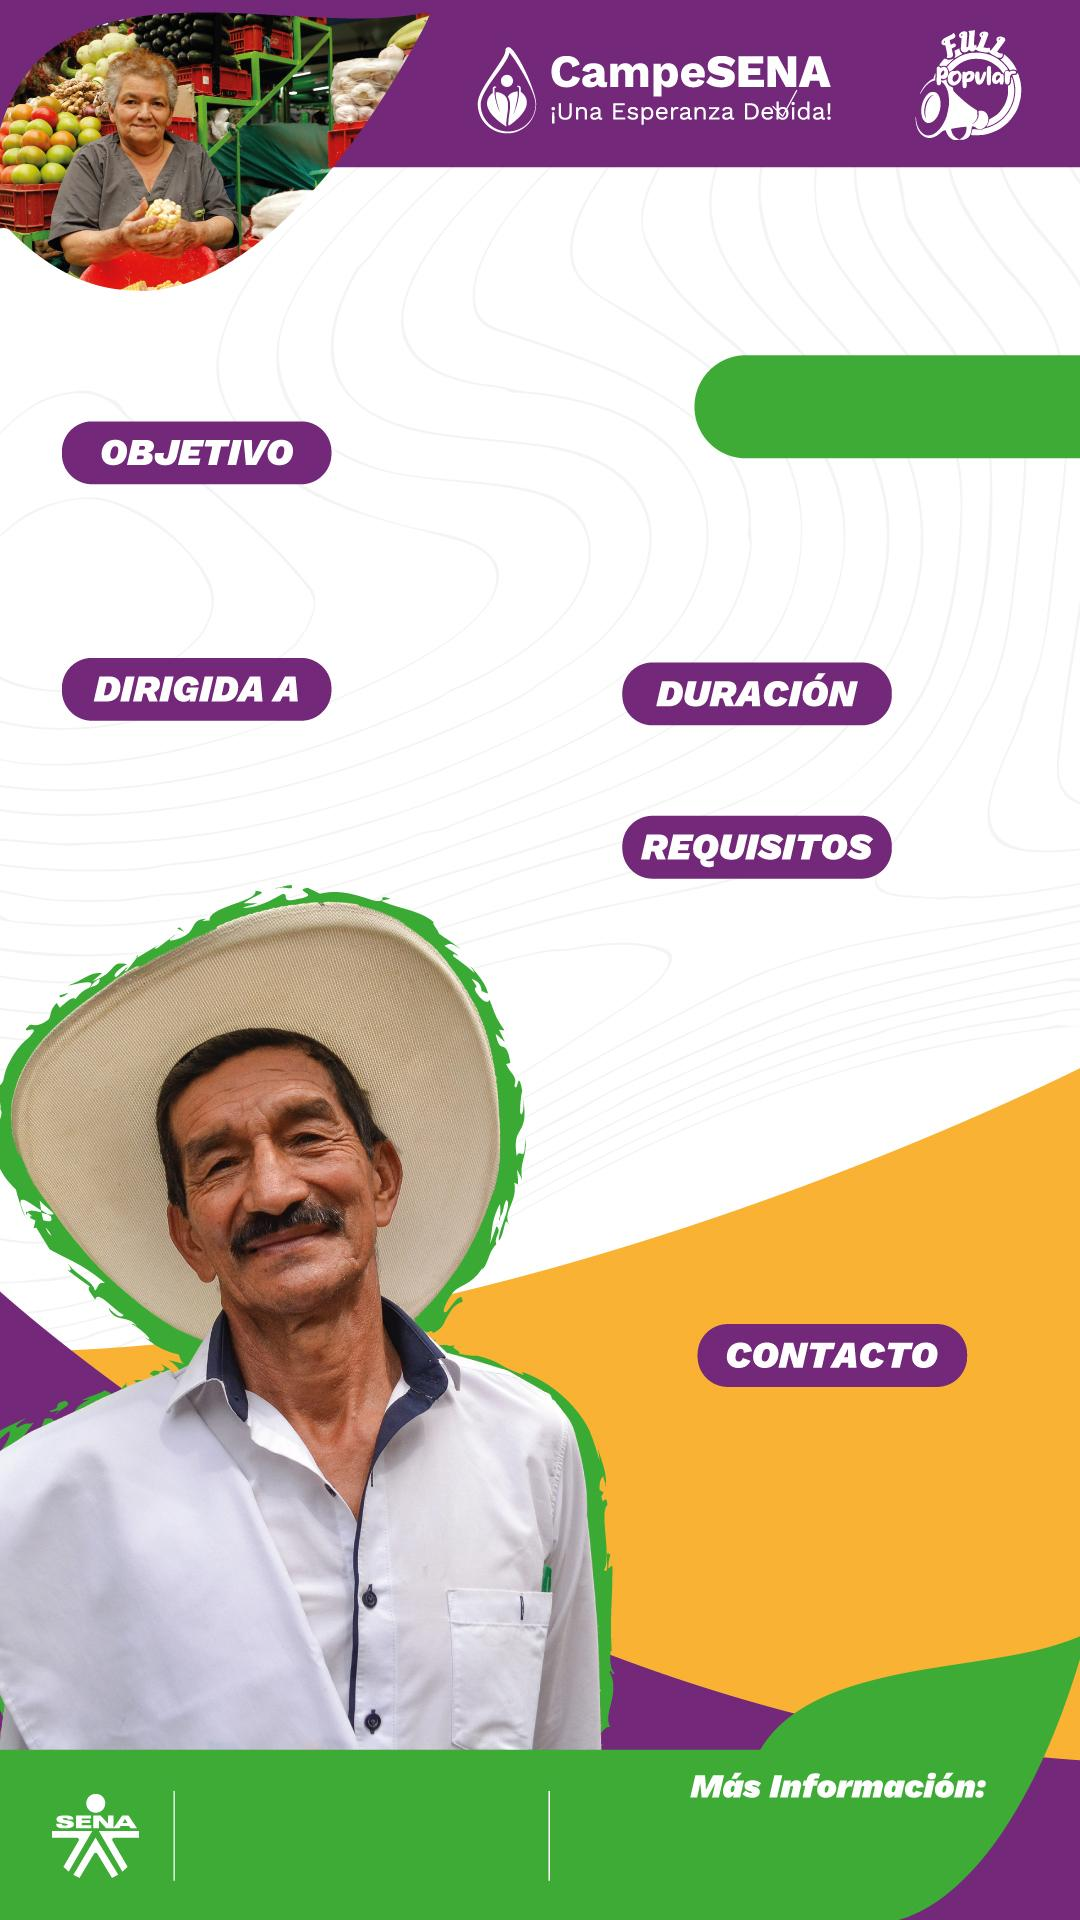 CampeSENA
¡Una Esperanza Debida!
FULL
Popular
OBJETIVO
DIRIGIDA A
DURACIÓN
REQUISITOS
CONTACTO
Más Información:
SENA